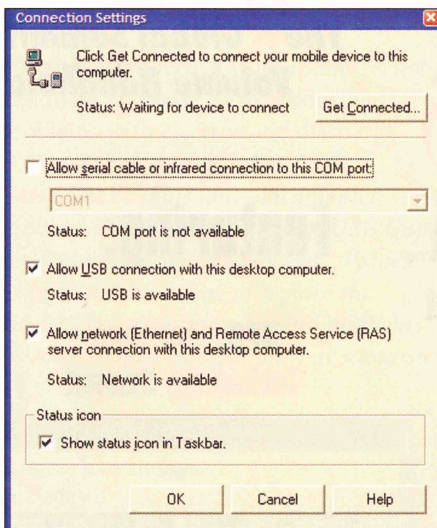 Connection Settings
Click Get Connected to connect your mobile device to this
computer.
Status: Waiting for device to connect
Get Connected...
Allow serial cable or infrared connection to this COM port:
COM1
Status: COM port is not available
Allow USB connection with this desktop computer.
Status: USB is available
Allow network (Ethernet) and Remote Access Service (RAS)
server connection with this desktop computer.
Status: Network is available
Status icon
Show status icon in Taskbar.
OK
Cancel
Help